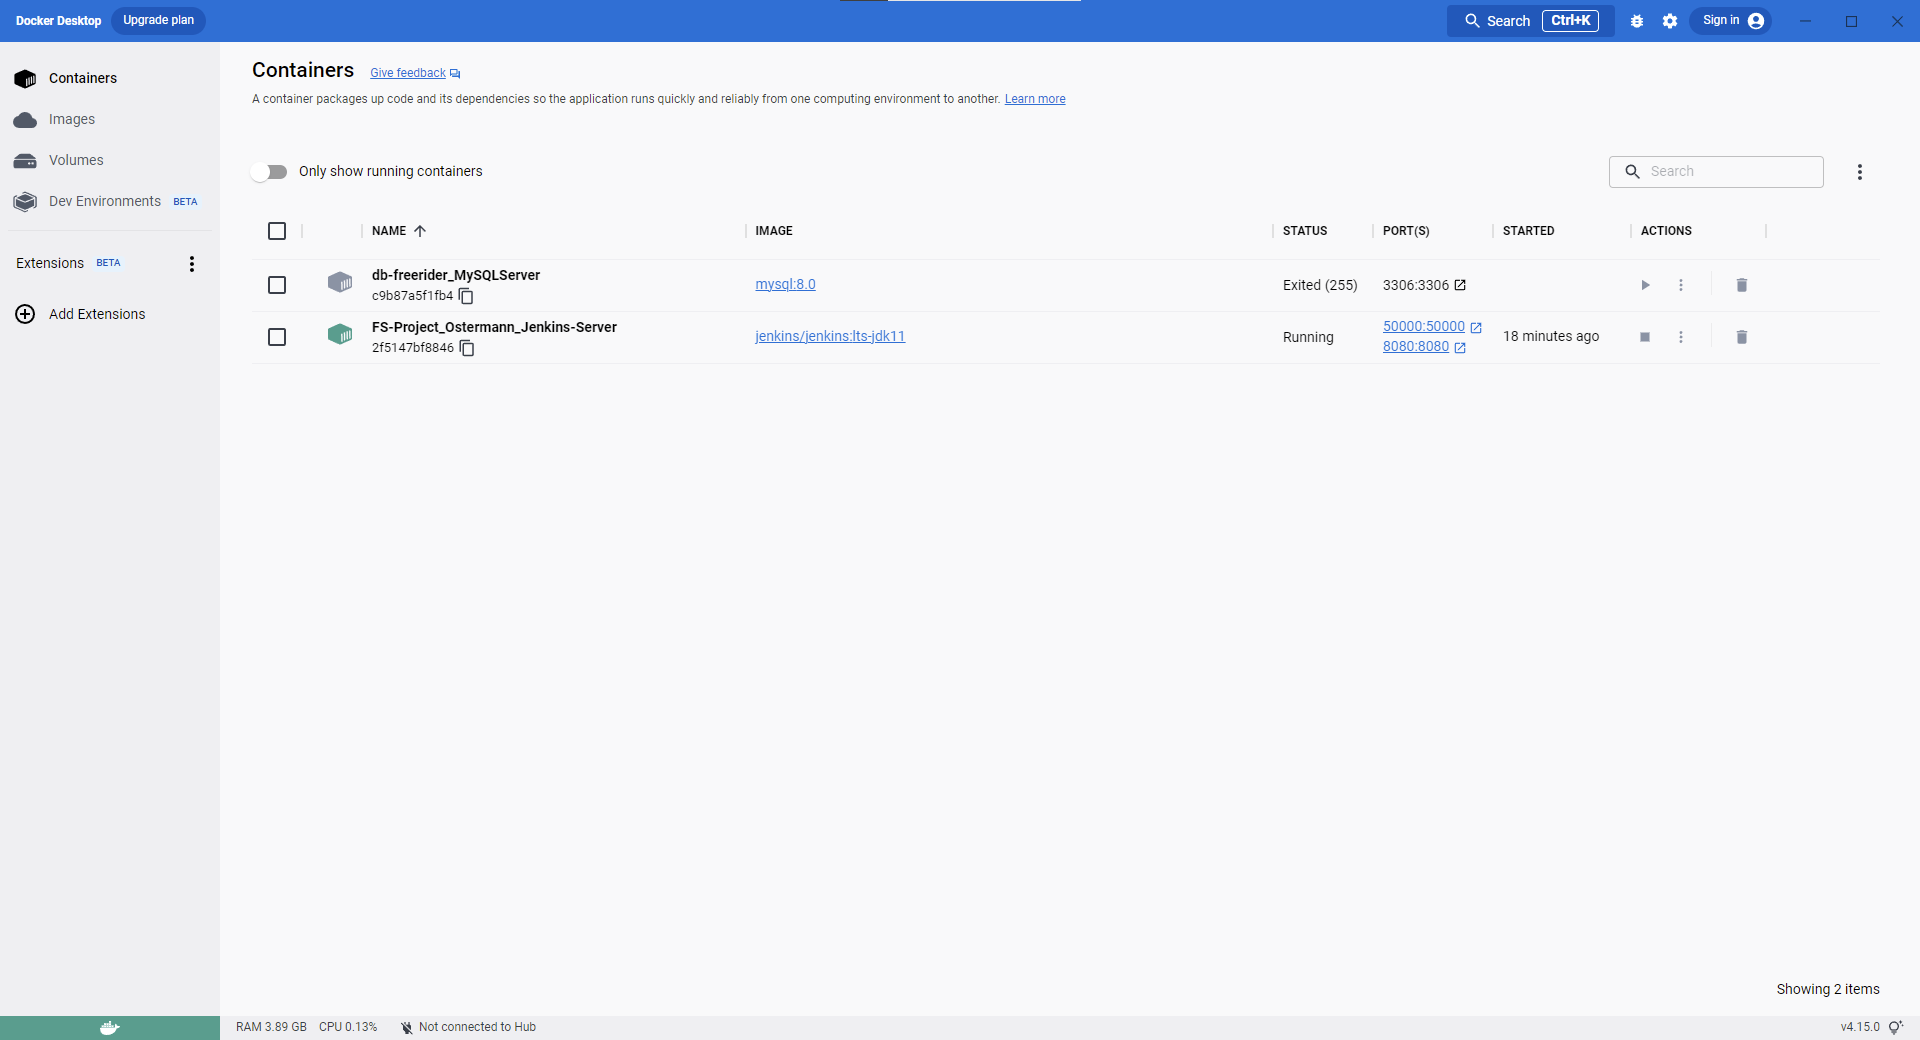 Docker Desktop Upgrade plan Search Ctrl+K Sign in
Containers
Images
Volumes
Dev Environments BETA
Extensions BETA
Add Extensions
Containers Give feedback
A container packages up code and its dependencies so the application runs quickly and reliably from one computing environment to another. Learn more
Only show running containers Search
NAME IMAGE STATUS PORT(S) STARTED ACTIONS
db-freerider_MySQLServer
c9b87a5f1fb4 mysql:8.0 Exited (255) 3306:3306
FS-Project_Ostermann_Jenkins-Server
2f5147bf8846 jenkins/jenkins:lts-jdk11 Running 50000:50000 18 minutes ago
8080:8080
Showing 2 items
RAM 3.89 GB CPU 0.13% Not connected to Hub v4.15.0